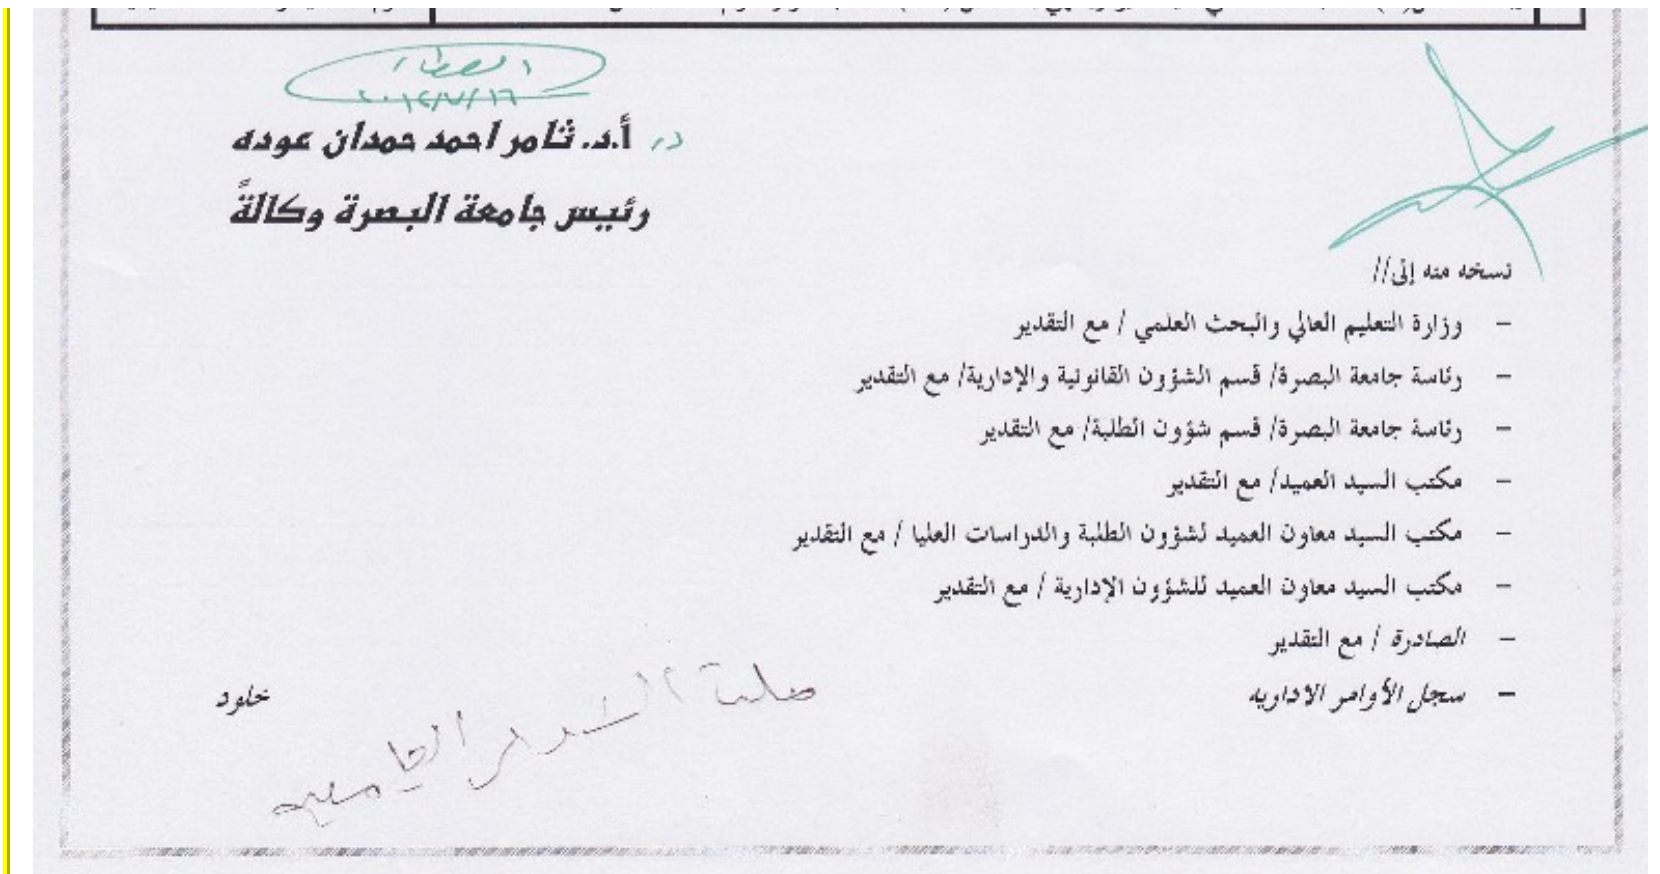 ٢٠١٤/٧/١٦
أ.د. ثامر احمد حمدان عوده
رئيس جامعة البصرة وكالةً
نسخه منه إلى//
– وزارة التعليم العالي والبحث العلمي / مع التقدير
– رئاسة جامعة البصرة/ قسم الشؤون القانونية والإدارية/ مع التقدير
– رئاسة جامعة البصرة/ قسم شؤون الطلبة/ مع التقدير
– مكتب السيد العميد/ مع التقدير
– مكتب السيد معاون العميد لشؤون الطلبة والدراسات العليا / مع التقدير
– مكتب السيد معاون العميد للشؤون الإدارية / مع التقدير
– الصادرة / مع التقدير
– سجل الأوامر الاداريه
خلود